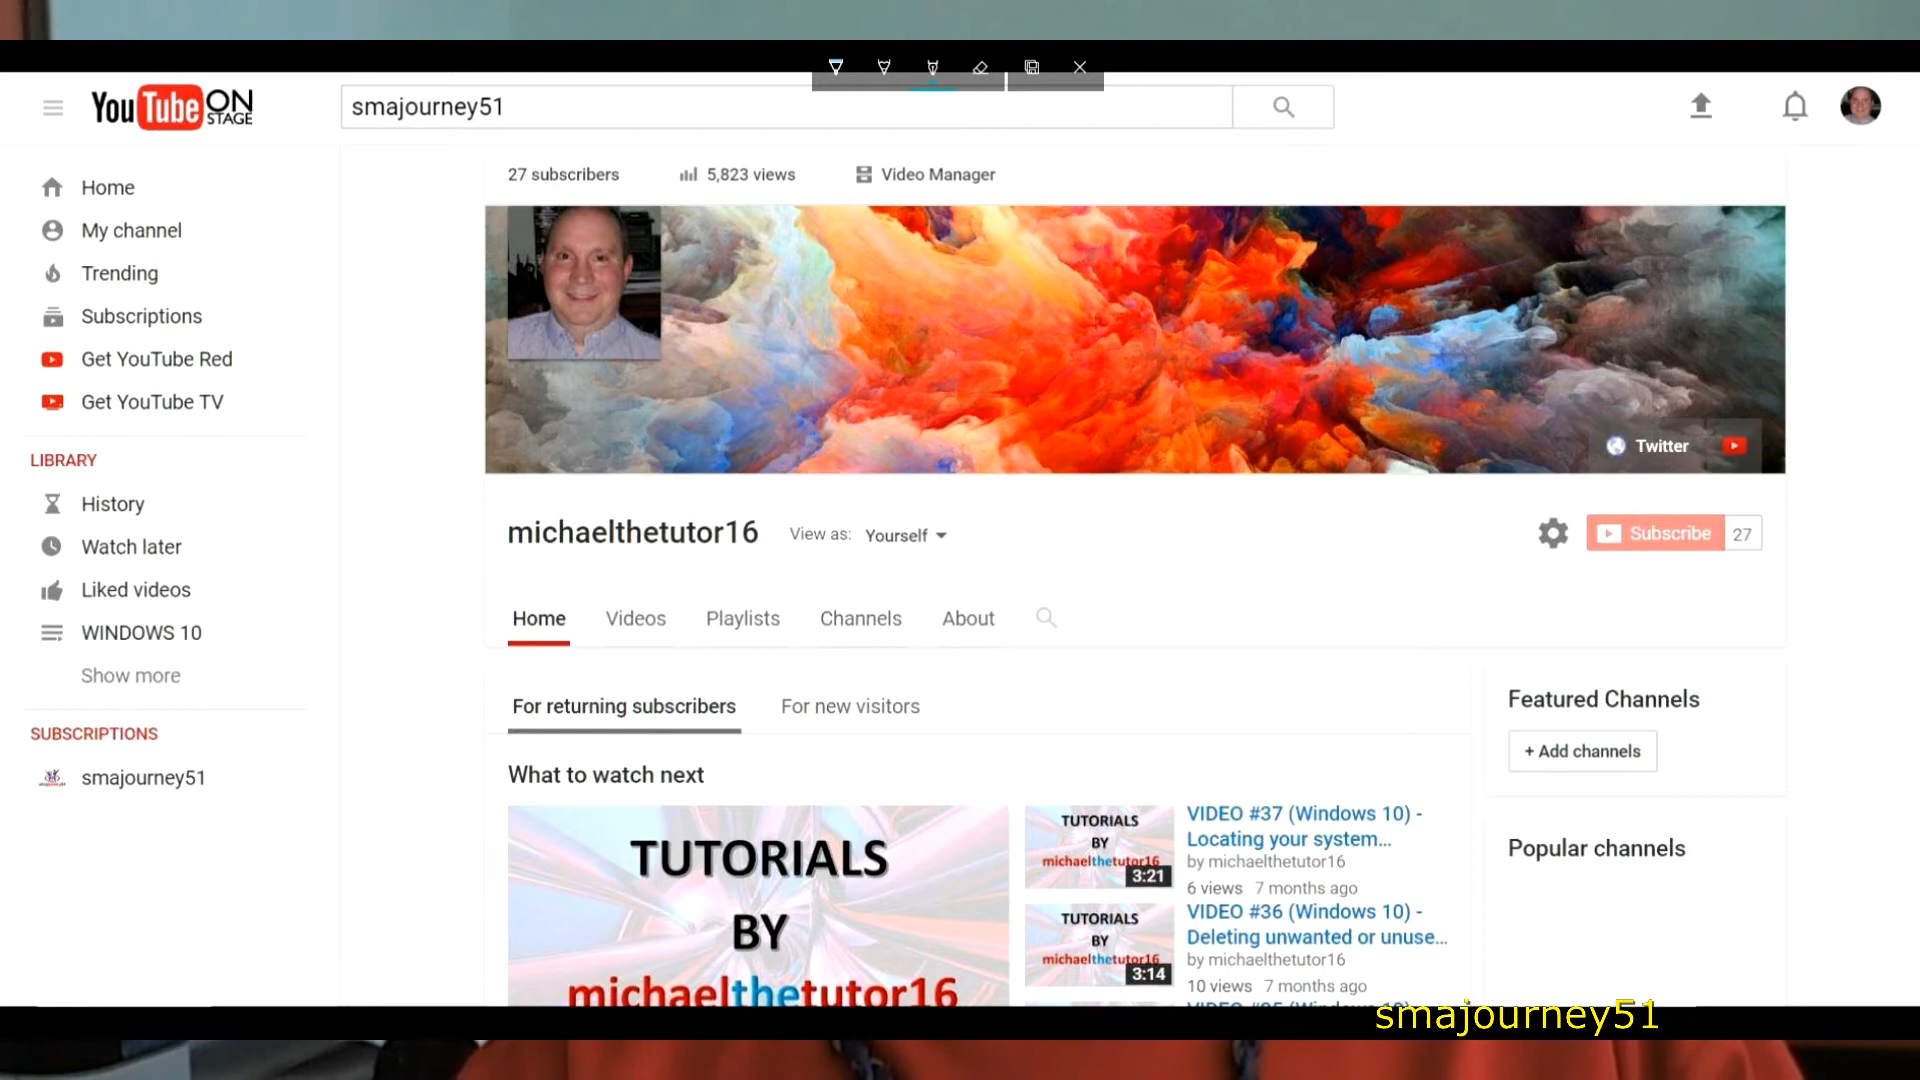 YouTube ON STAGE
smajourney51
27 subscribers
5,823 views
Video Manager
Home
My channel
Trending
Subscriptions
Get YouTube Red
Get YouTube TV
LIBRARY
History
Watch later
Liked videos
WINDOWS 10
Show more
SUBSCRIPTIONS
smajourney51
Twitter
michaelthetutor16
View as: Yourself
Subscribe 27
Home Videos Playlists Channels About
For returning subscribers
For new visitors
What to watch next
TUTORIALS
BY
michaelthetutor16
TUTORIALS
BY
michaelthetutor16
3:21
VIDEO #37 (Windows 10) -
Locating your system...
by michaelthetutor16
6 views 7 months ago
TUTORIALS
BY
michaelthetutor16
3:14
VIDEO #36 (Windows 10) -
Deleting unwanted or unuse...
by michaelthetutor16
10 views 7 months ago
Featured Channels
+ Add channels
Popular channels
smajourney51